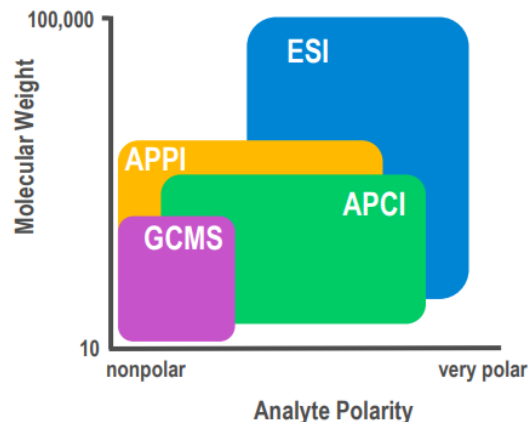 100,000
Molecular Weight
ESI
APPI
APCI
GCMS
10
nonpolar
very polar
Analyte Polarity